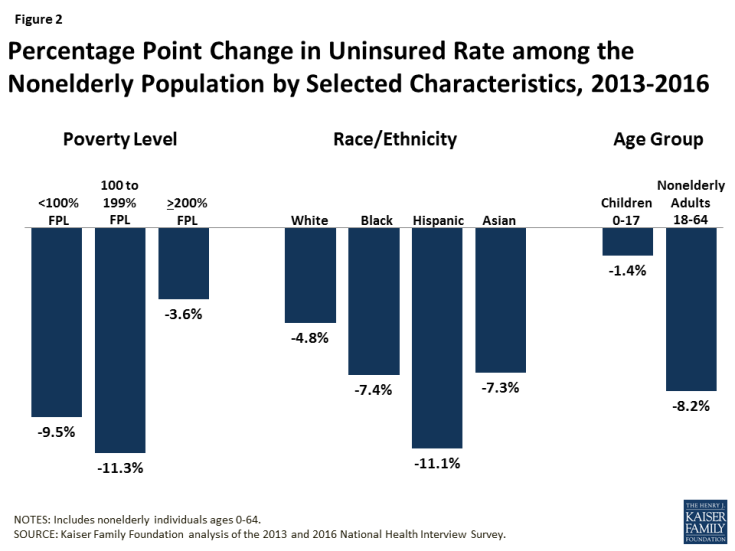 Figure 2
Percentage Point Change in Uninsured Rate among the
Nonelderly Population by Selected Characteristics, 2013-2016
Poverty Level
<100%
FPL
100 to
199%
FPL
≥200%
FPL
-9.5%
-11.3%
-3.6%
Race/Ethnicity
White
Black
Hispanic
Asian
-4.8%
-7.4%
-11.1%
-7.3%
Age Group
Children
0-17
Nonelderly
Adults
18-64
-1.4%
-8.2%
NOTES: Includes nonelderly individuals ages 0-64.
SOURCE: Kaiser Family Foundation analysis of the 2013 and 2016 National Health Interview Survey.
THE HENRY J.
KAISER
FAMILY
FOUNDATION